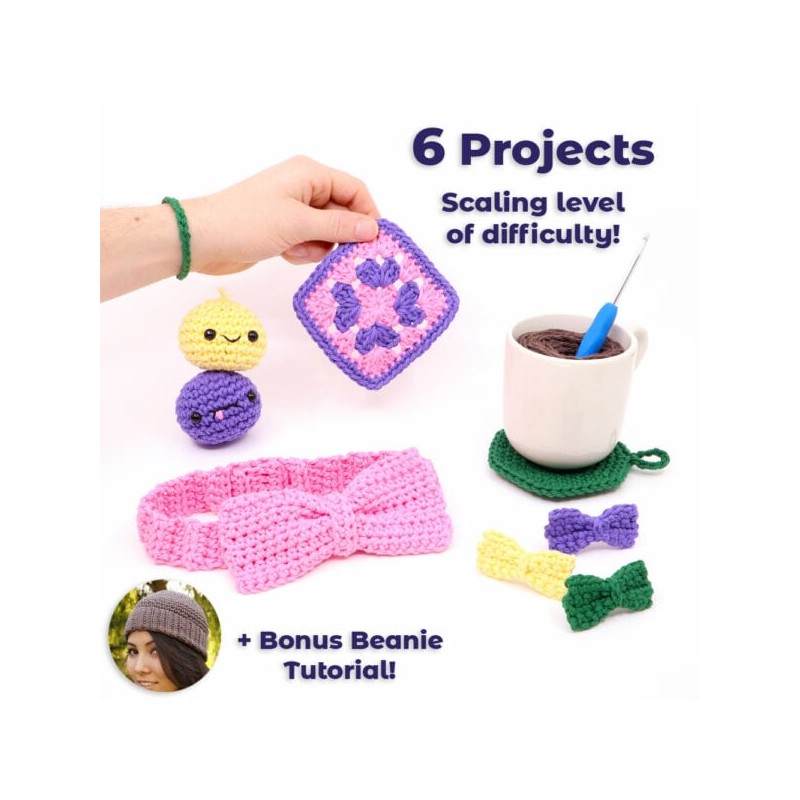 6 Projects
Scaling level
of difficulty!
+ Bonus Beanie
Tutorial!